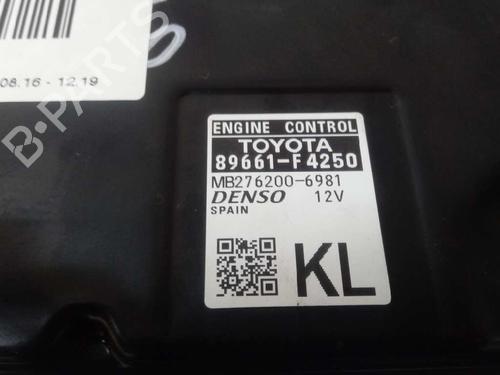 08.16 - 12.19
B-PARTS
ENGINE CONTROL
TOYOTA
89661-F4250
MB276200-6981
DENSO 12V
SPAIN
KL